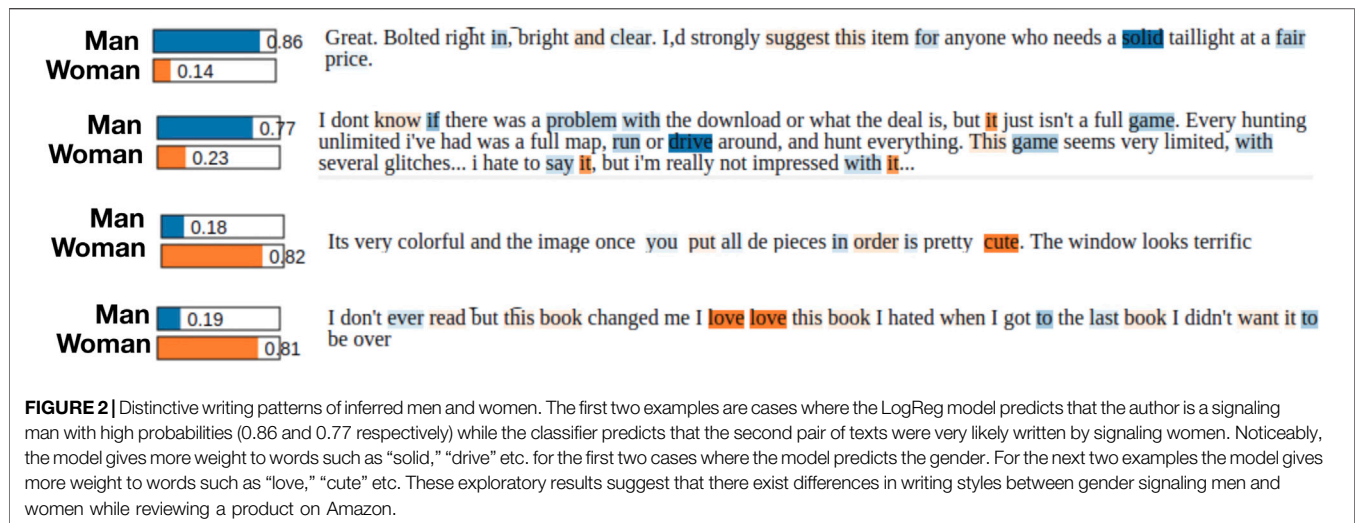 Man 0.86 Great. Bolted right in, bright and clear. I,d strongly suggest this item for anyone who needs a solid taillight at a fair
Woman 0.14 price.
Man 0.77 I dont know if there was a problem with the download or what the deal is, but it just isn't a full game. Every hunting
Woman 0.23 unlimited i've had was a full map, run or drive around, and hunt everything. This game seems very limited, with
several glitches... i hate to say it, but i'm really not impressed with it...
Man 0.18
Woman 0.82 Its very colorful and the image once you put all de pieces in order is pretty cute. The window looks terrific
Man 0.19 I don't ever read but this book changed me I love love this book I hated when I got to the last book I didn't want it to
Woman 0.81 be over
FIGURE 2 | Distinctive writing patterns of inferred men and women. The first two examples are cases where the LogReg model predicts that the author is a signaling
man with high probabilities (0.86 and 0.77 respectively) while the classifier predicts that the second pair of texts were very likely written by signaling women. Noticeably,
the model gives more weight to words such as “solid,” “drive” etc. for the first two cases where the model predicts the gender. For the next two examples the model gives
more weight to words such as “love,” “cute” etc. These exploratory results suggest that there exist differences in writing styles between gender signaling men and
women while reviewing a product on Amazon.